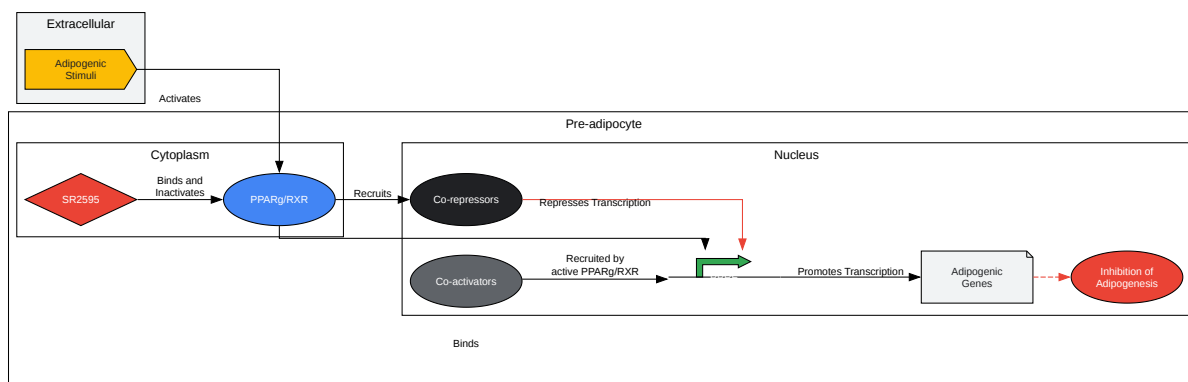 Extracellular
Adipogenic
Stimuli
Activates
Pre-adipocyte
Cytoplasm
Nucleus
SR2595
Binds and
Inactivates
PPARg/RXR
Recruits
Co-repressors
Represses Transcription
Co-activators
Recruited by
active PPARg/RXR
Promotes Transcription
Adipogenic
Genes
Inhibition of
Adipogenesis
Binds